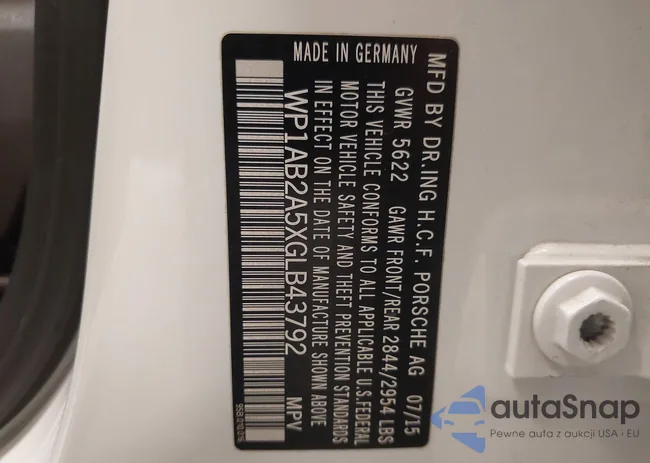 MADE IN GERMANY
MFD BY DR.ING H.C.F. PORSCHE AG 07/15
GVWR 5622 GAWR FRONT/REAR 2844/2954 LBS
THIS VEHICLE CONFORMS TO ALL APPLICABLE U.S.FEDERAL
MOTOR VEHICLE SAFETY AND THEFT PREVENTION STANDARDS
IN EFFECT ON THE DATE OF MANUFACTURE SHOWN ABOVE
WP1AB2A5XGLB43792 MPV
autoSnap
Pewne auta z aukcji USA i EU